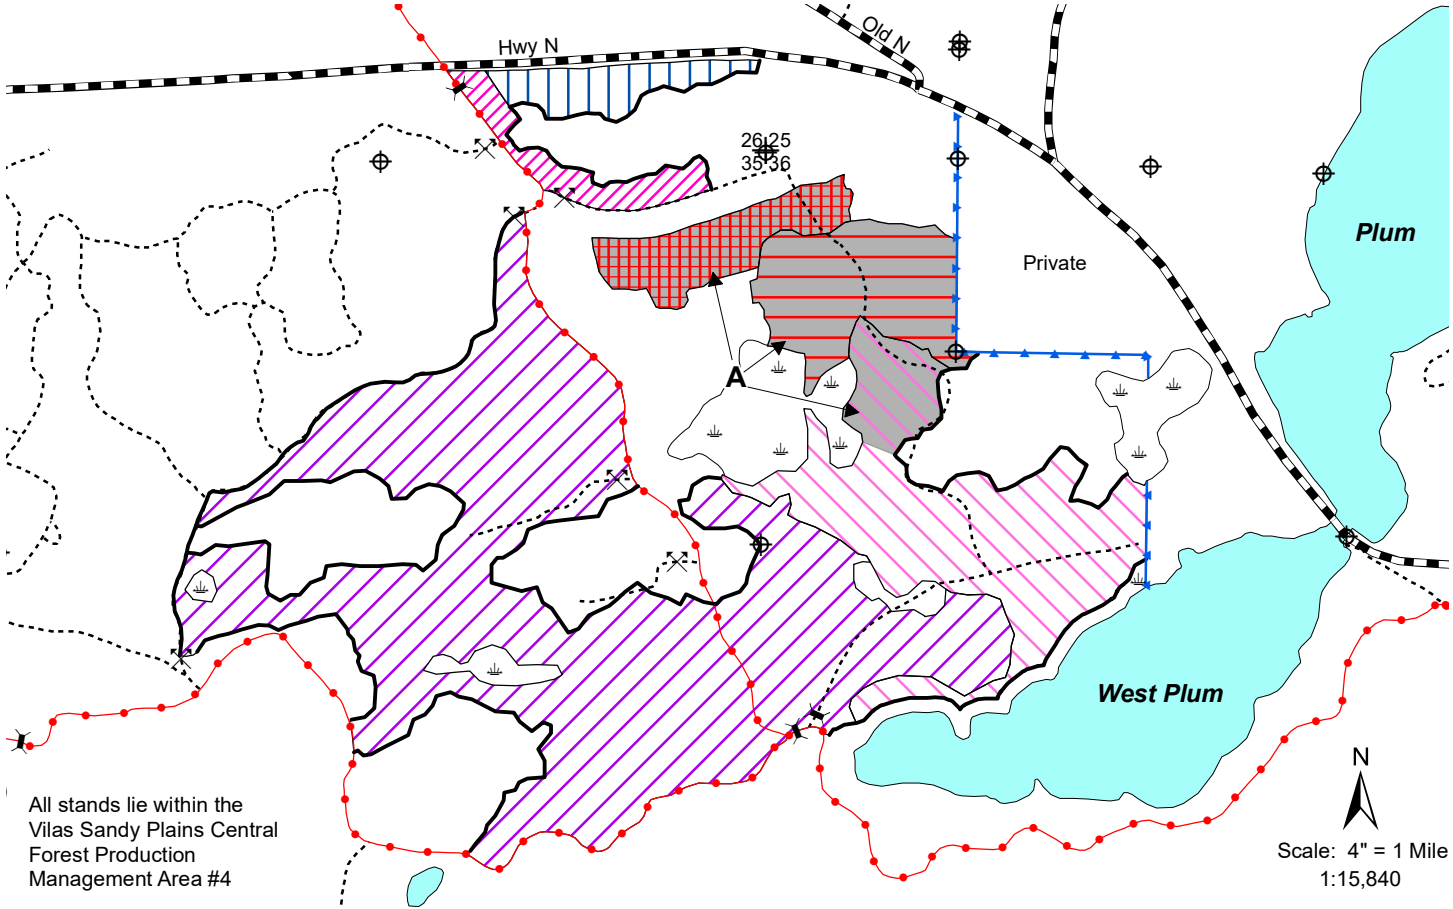 Hwy N
Old N
26 25
35 36
Plum
Private
A
West Plum
N
All stands lie within the
Vilas Sandy Plains Central
Forest Production
Management Area #4
Scale: 4" = 1 Mile
1:15,840